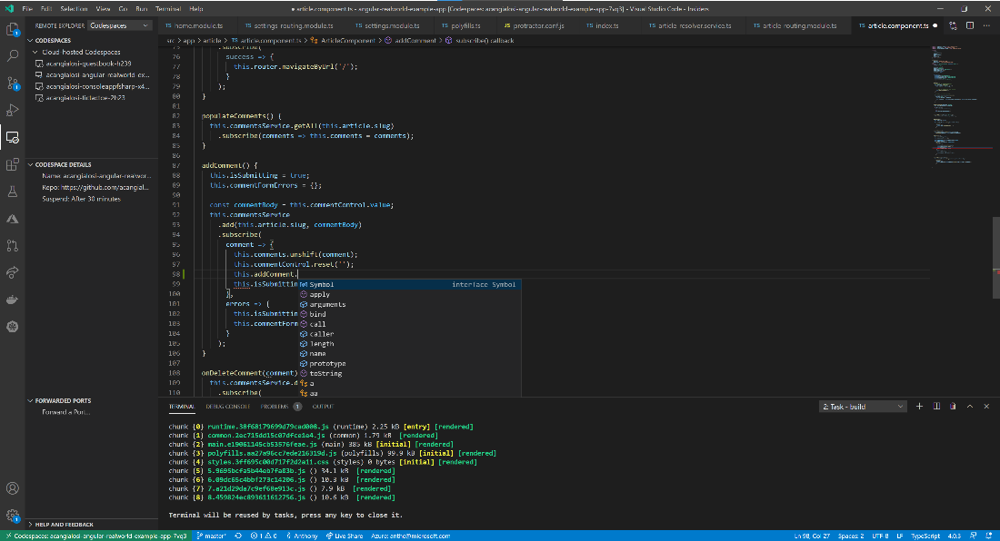 File Edit Selection View Go Run Terminal Help
● article.component.ts - angular-realworld-example-app [Codespaces: acangialosi-angular-realworld-example-app-7vq3] - Visual Studio Code - Insiders
REMOTE EXPLORER Codespaces
TS home.module.ts TS settings-routing.module.ts TS settings.module.ts TS polyfills.ts JS protractor.conf.js TS index.ts TS article-resolver.service.ts TS article-routing.module.ts TS article.component.ts ●
src > app > article > TS article.component.ts > ArticleComponent > addComment > subscribe() callback
CODESPACES
Cloud-hosted Codespaces
acangialosi-guestbook-h239
acangialosi-angular-realworld-ex...
acangialosi-consoleappfsharp-x4...
acangialosi-tictactoe-2h23
CODESPACE DETAILS
Name: acangialosi-angular-realwor...
Repo: https://github.com/acangial...
Suspend: After 30 minutes
FORWARDED PORTS
Forward a Port...
HELP AND FEEDBACK
75 .subscribe(
76 success => {
77 this.router.navigateByUrl('/');
78 }
79 );
80 }
81
82 populateComments() {
83 this.commentsService.getAll(this.article.slug)
84 .subscribe(comments => this.comments = comments);
85 }
86
87 addComment() {
88 this.isSubmitting = true;
89 this.commentFormErrors = {};
90
91 const commentBody = this.commentControl.value;
92 this.commentsService
93 .add(this.article.slug, commentBody)
94 .subscribe(
95 comment => {
96 this.comments.unshift(comment);
97 this.commentControl.reset('');
98 this.addComment.
99 this.isSubmittin
100 },
101 errors => {
102 this.isSubmittin
103 this.commentForm
104 }
105 );
106 }
107
108 onDeleteComment(comment)
109 this.commentsService.d
110 .subscribe(
Symbol interface Symbol
apply
arguments
bind
call
caller
length
name
prototype
toString
a
aa
TERMINAL DEBUG CONSOLE PROBLEMS 1 OUTPUT 2: Task - build
chunk {0} runtime.38f68179699d79cad000.js (runtime) 2.25 kB [entry] [rendered]
chunk {1} common.2ec715dd15c07dfce1e4.js (common) 1.79 kB [rendered]
chunk {2} main.e19061145cb53576feae.js (main) 385 kB [initial] [rendered]
chunk {3} polyfills.aa27a96cc7ede216319d.js (polyfills) 99.9 kB [initial] [rendered]
chunk {4} styles.3ff695c00d717f2d2a11.css (styles) 0 bytes [initial] [rendered]
chunk {5} 5.9695bcfa5b44eb7fa83b.js () 34.1 kB [rendered]
chunk {6} 6.09dc65c4bbf273c14206.js () 10.3 kB [rendered]
chunk {7} 7.a21d29da7c9ef60e913c.js () 7.9 kB [rendered]
chunk {8} 8.459824ec893611612756.js () 10.6 kB [rendered]
Terminal will be reused by tasks, press any key to close it.
Codespaces: acangialosi-angular-realworld-example-app-7vq3 master* 1 0 Anthony Live Share Azure: antho@microsoft.com Ln 98, Col 27 Spaces: 2 UTF-8 LF TypeScript 4.0.3